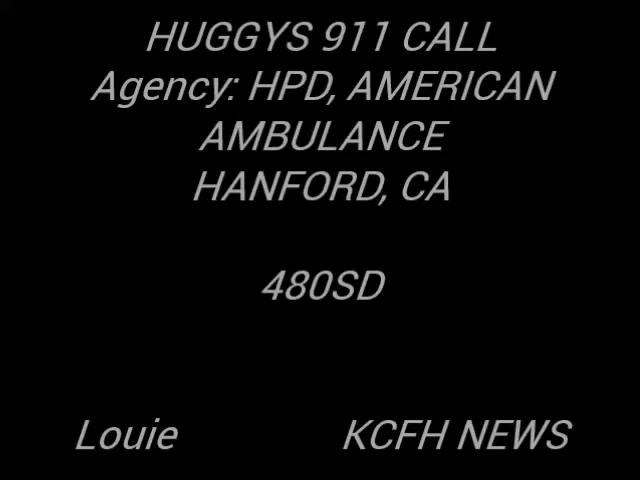 HUGGYS 911 CALL
Agency: HPD, AMERICAN
AMBULANCE
HANFORD, CA
480SD
Louie KCFH NEWS